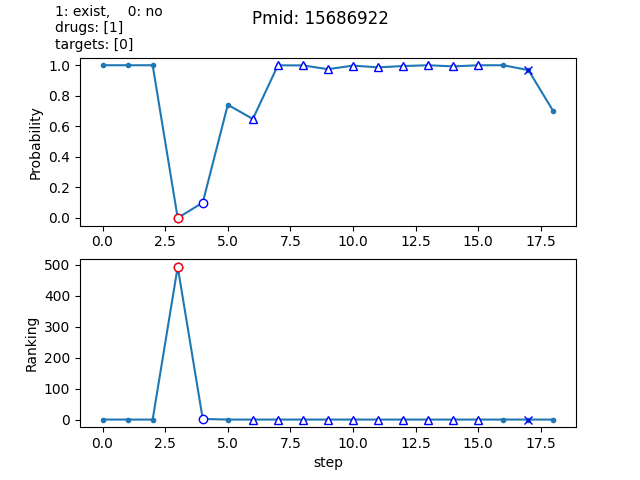 1: exist,    0: no
drugs: [1]
targets: [0]
Pmid: 15686922
Probability
1.0
0.8
0.6
0.4
0.2
0.0
0.0 2.5 5.0 7.5 10.0 12.5 15.0 17.5
Ranking
500
400
300
200
100
0
0.0 2.5 5.0 7.5 10.0 12.5 15.0 17.5
step